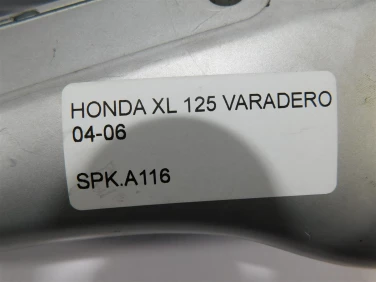 HONDA XL 125 VARADERO
04-06
SPK.A116